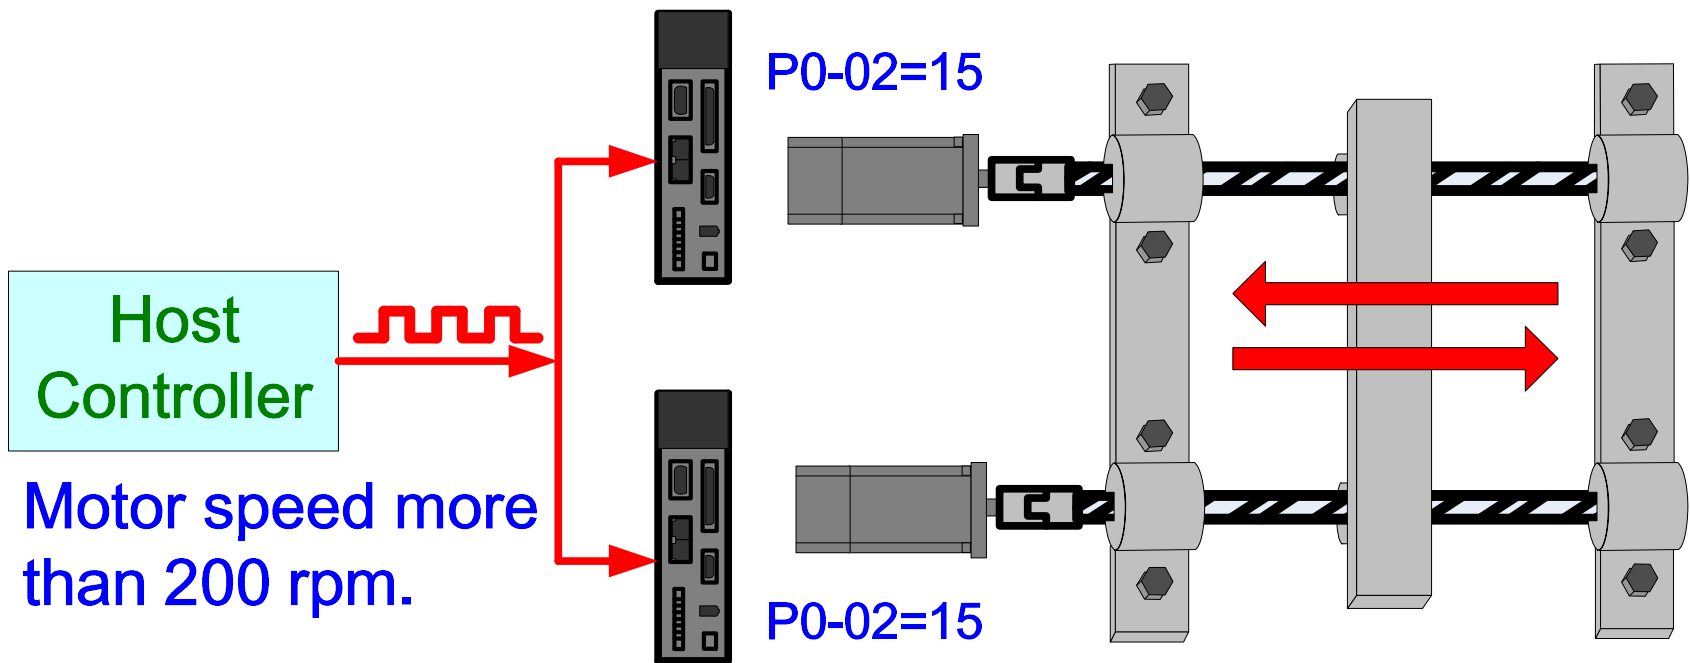 P0-02=15
Host
Controller
Motor speed more
than 200 rpm.
P0-02=15